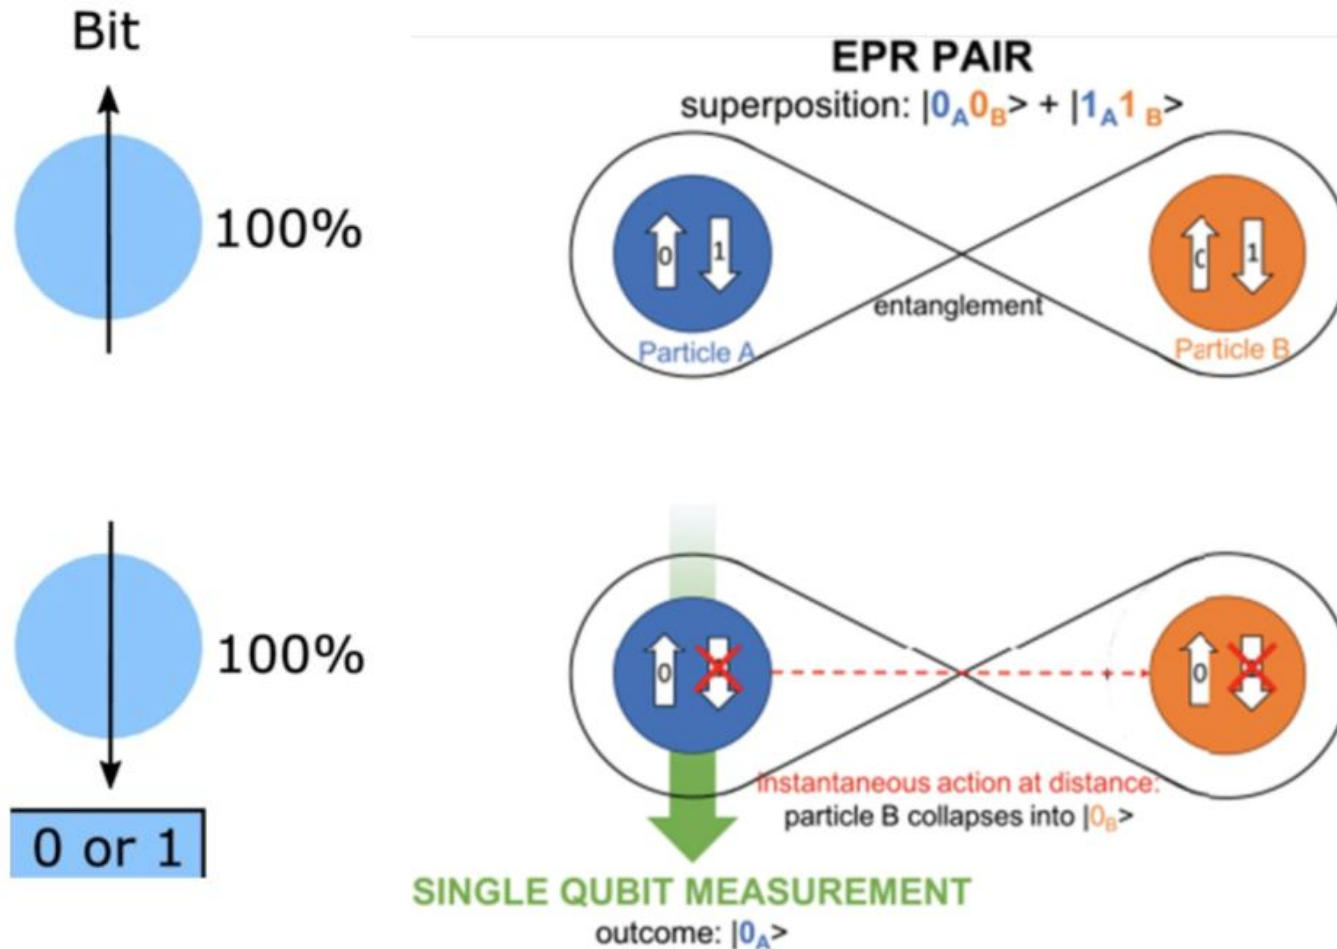 Bit
100%
100%
0 or 1
EPR PAIR
superposition: |0A0B> + |1A1B>
0 1
0 1
entanglement
Particle A
Particle B
0
0
instantaneous action at distance:
particle B collapses into |0B>
SINGLE QUBIT MEASUREMENT
outcome: |0A>